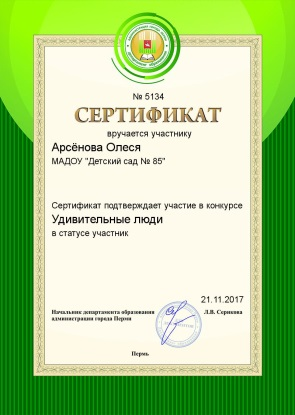 № 5134
СЕРТИФИКАТ
вручается участнику
Арсёнова Олеся
МАДОУ "Детский сад № 85"
Сертификат подтверждает участие в конкурсе
Удивительные люди
в статусе участник
21.11.2017
Начальник департамента образования
администрации города Перми
Л.В. Серикова
Пермь